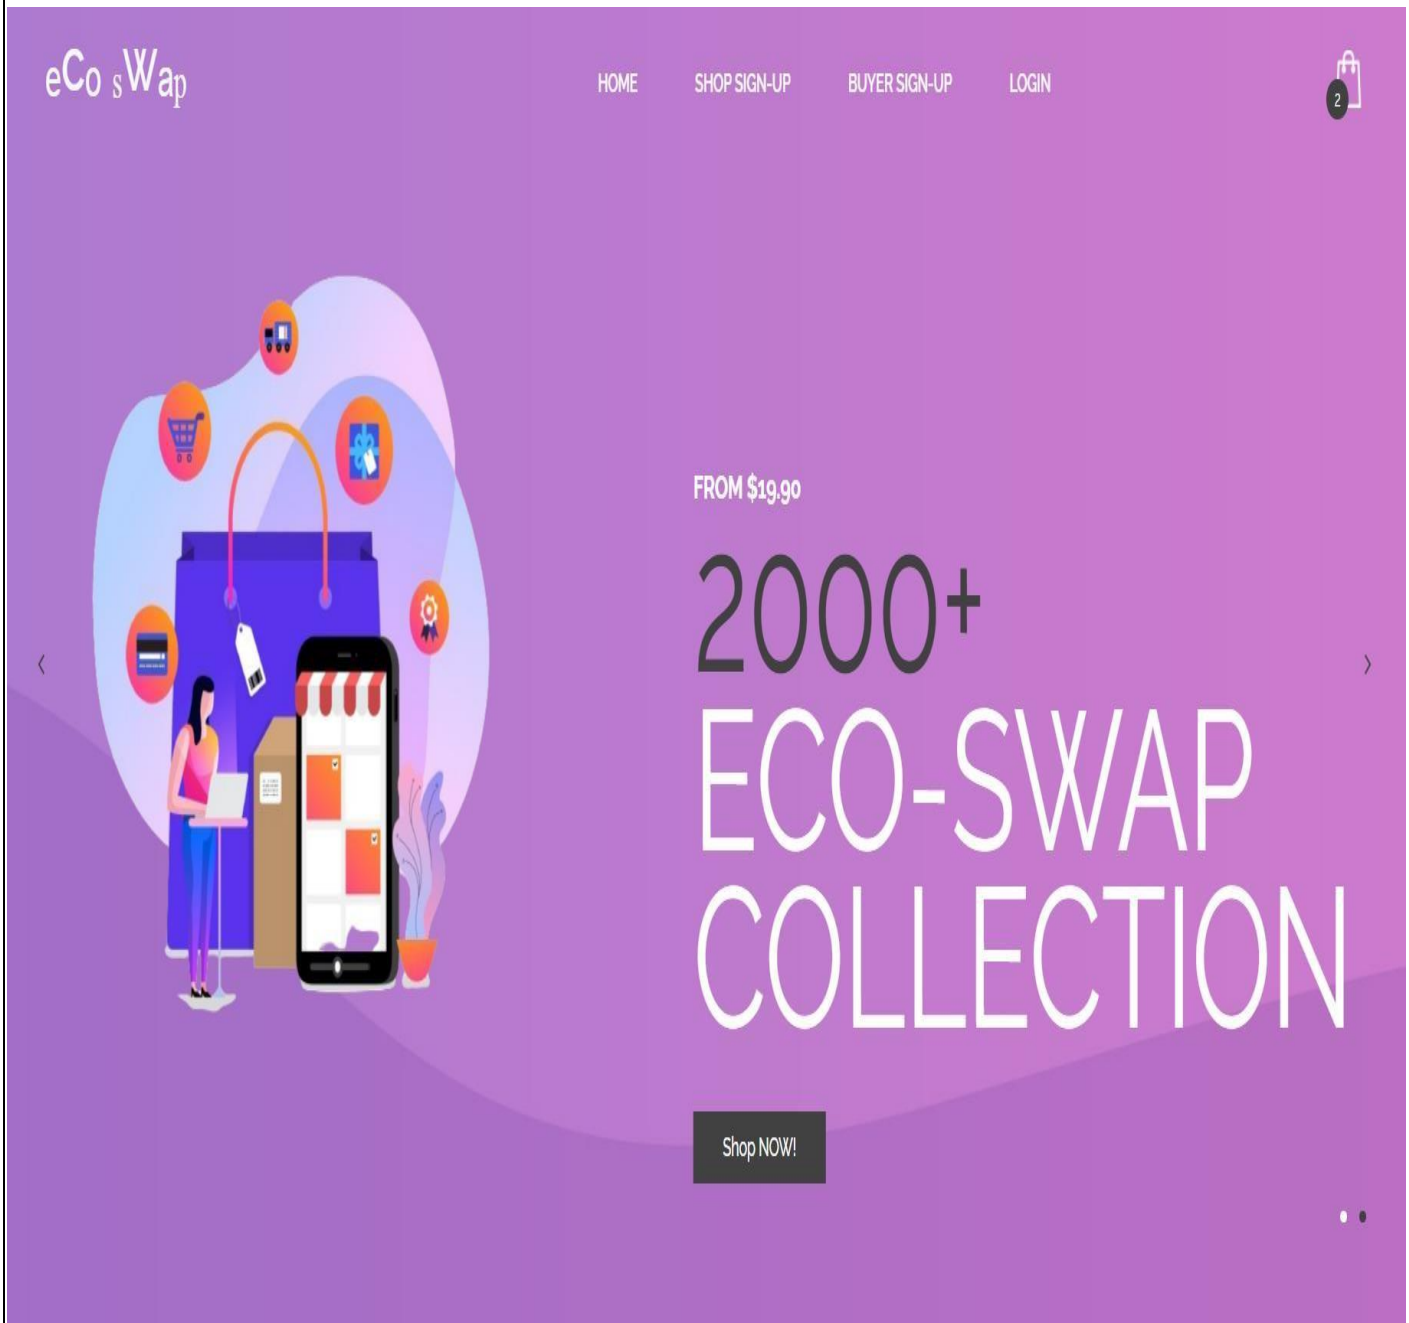 eCo sWap
HOME SHOP SIGN-UP BUYER SIGN-UP LOGIN
2
FROM $19.90
2000+
ECO-SWAP
COLLECTION
Shop NOW!